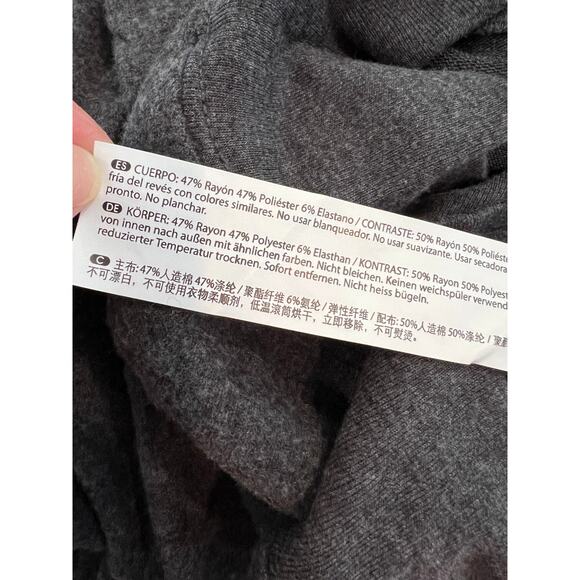 ES CUERPO: 47% Rayón 47% Poliéster 6% Elastano / CONTRASTE: 50% Rayón 50% Poliést
fría del revés con colores similares. No usar blanqueador. No usar suavizante. Usar secadora
pronto. No planchar.
DE KÖRPER: 47% Rayon 47% Polyester 6% Elasthan / KONTRAST: 50% Rayon 50% Polyest
von innen nach außen mit ähnlichen farben. Nicht bleichen. Keinen weichspüler verwend
reduzierter Temperatur trocknen. Sofort entfernen. Nicht heiss bügeln.
C 主布: 47%人造棉 47%涤纶 / 聚酯纤维 6%氨纶 / 弹性纤维 / 配布: 50%人造棉 50%涤纶 / 聚
不可漂白, 不可使用衣物柔顺剂, 低温滚筒烘干, 立即移除, 不可熨烫。